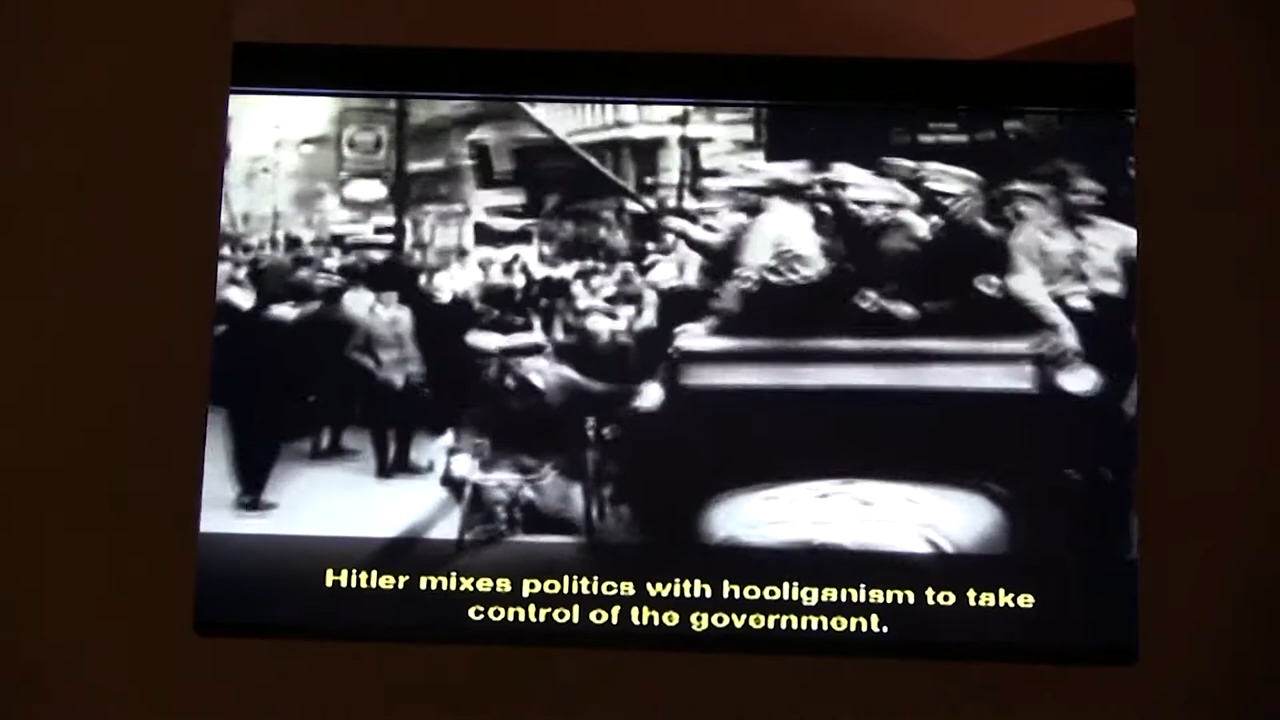 Hitler mixes politics with hooliganism to take
control of the government.